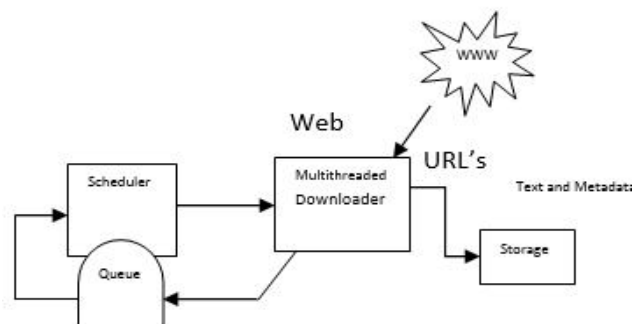 WWW
Web
URL's
Scheduler
Multithreaded
Downloader
Text and Metadata
Storage
Queue